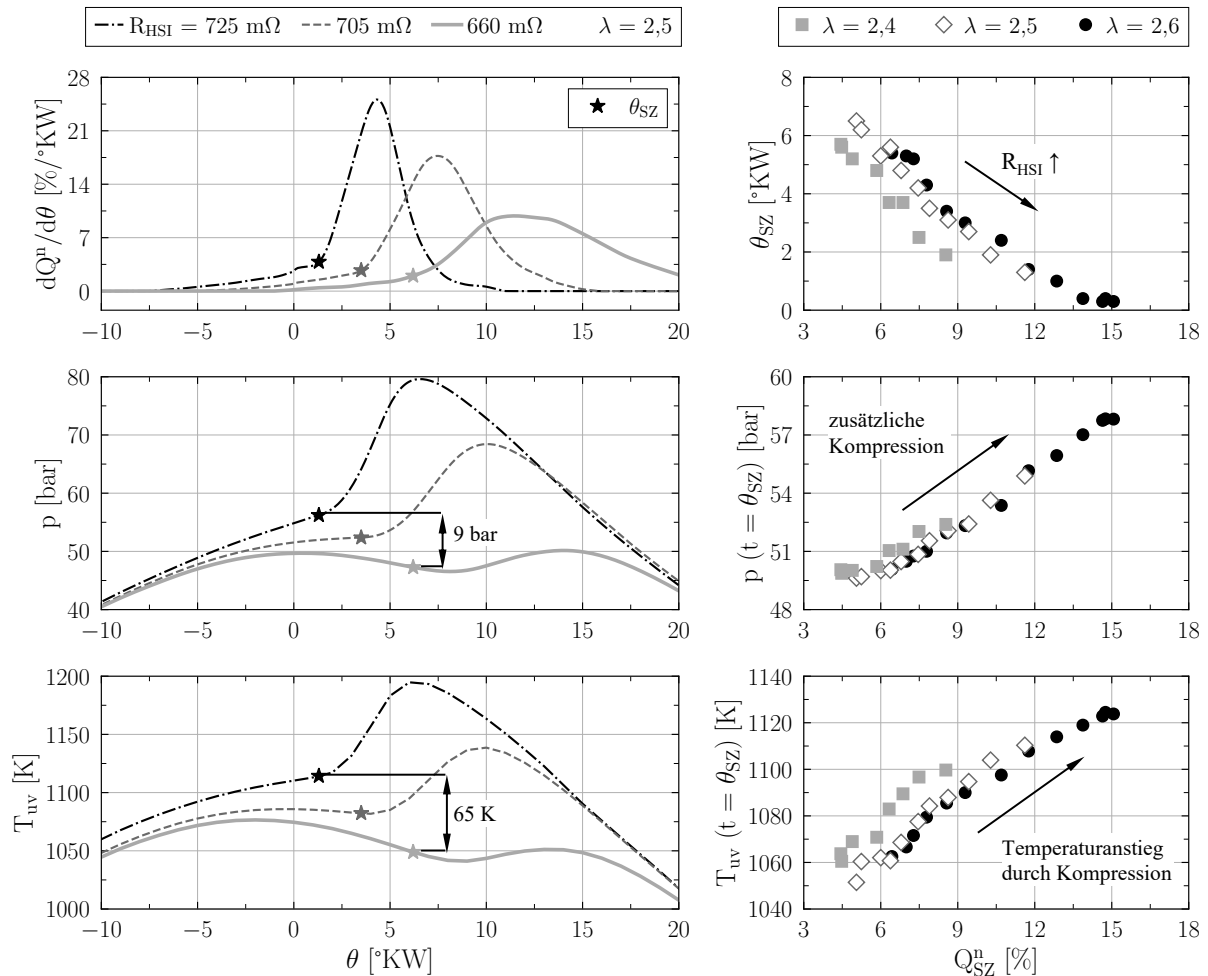 R_HSI = 725 mΩ 705 mΩ 660 mΩ λ = 2,5
λ = 2,4 λ = 2,5 λ = 2,6
28
21
14
7
0
dQⁿ/dθ [%/°KW]
θ_SZ
−10 −5 0 5 10 15 20
8
6
4
2
0
θ_SZ [°KW]
R_HSI ↑
3 6 9 12 15 18
80
70
60
50
40
p [bar]
9 bar
−10 −5 0 5 10 15 20
60
57
54
51
48
p (t = θ_SZ) [bar]
zusätzliche
Kompression
3 6 9 12 15 18
1200
1150
1100
1050
1000
T_uv [K]
65 K
−10 −5 0 5 10 15 20
θ [°KW]
1140
1120
1100
1080
1060
1040
T_uv (t = θ_SZ) [K]
Temperaturanstieg
durch Kompression
3 6 9 12 15 18
Qⁿ_SZ [%]